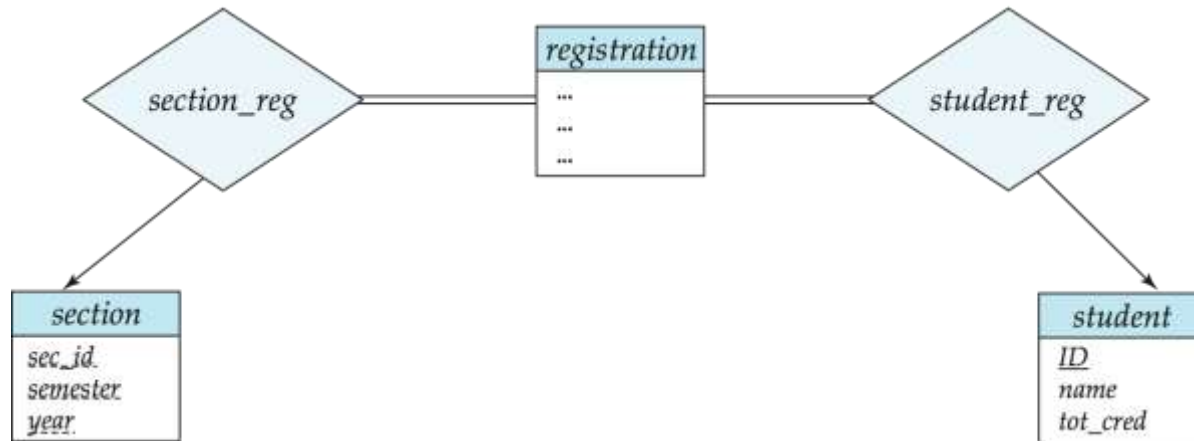 section_reg
registration
...
...
...
student_reg
section
sec_id
semester
year
student
ID
name
tot_cred